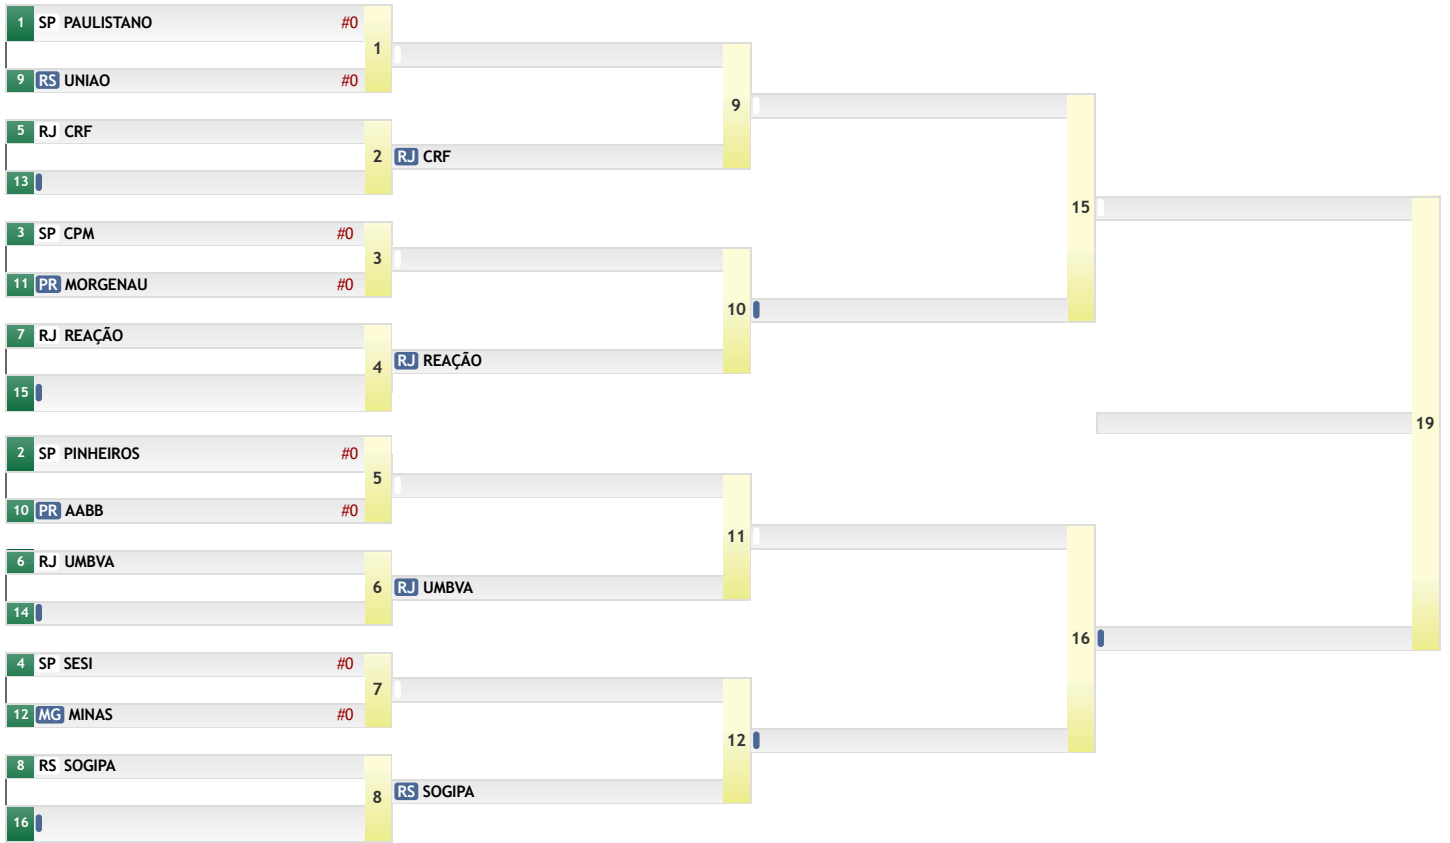 1 SP PAULISTANO #0
1
9 RS UNIAO #0
9
5 RJ CRF
2 RJ CRF
13
15
3 SP CPM #0
3
11 PR MORGENAU #0
10
7 RJ REAÇÃO
4 RJ REAÇÃO
15
19
2 SP PINHEIROS #0
5
10 PR AABB #0
11
6 RJ UMBVA
6 RJ UMBVA
14
16
4 SP SESI #0
7
12 MG MINAS #0
12
8 RS SOGIPA
8 RS SOGIPA
16